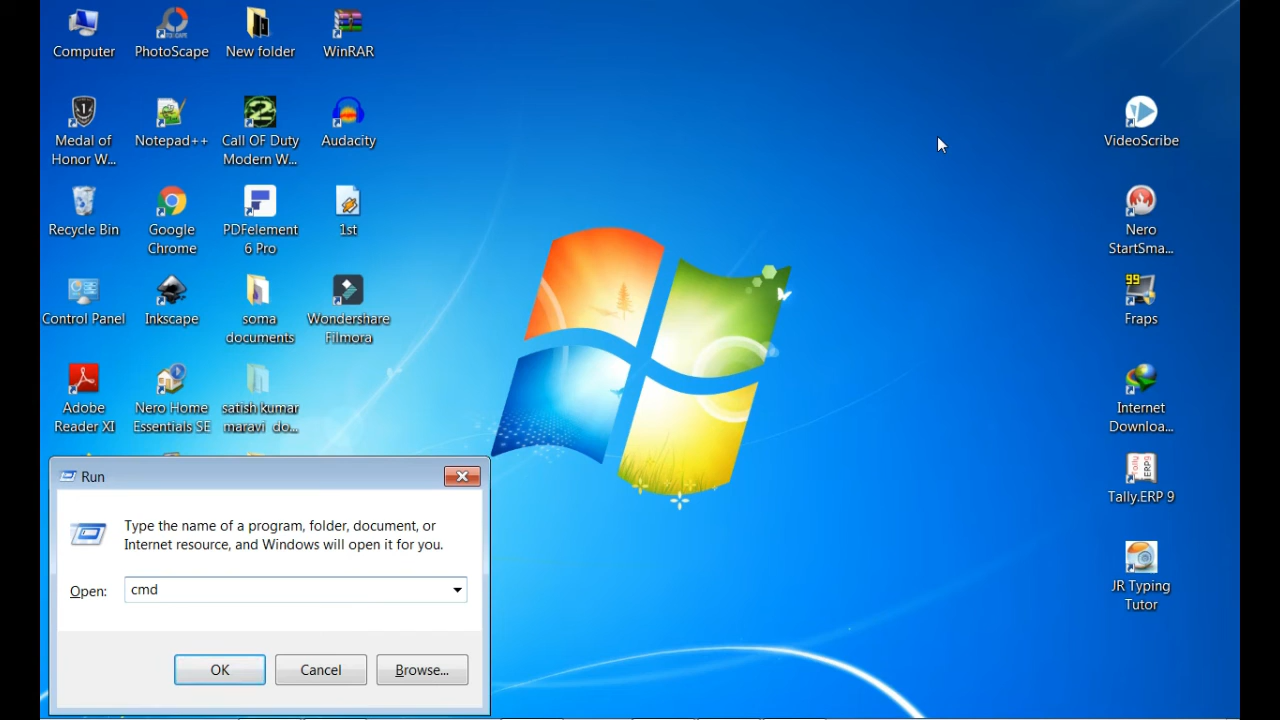 Computer
PhotoScape
New folder
WinRAR
Medal of
Honor W...
Notepad++
Call OF Duty
Modern W...
Audacity
VideoScribe
Recycle Bin
Google
Chrome
PDFelement
6 Pro
1st
Nero
StartSma...
Control Panel
Inkscape
soma
documents
Wondershare
Filmora
99
Fraps
Adobe
Reader XI
Nero Home
Essentials SE
satish kumar
maravi do...
Internet
Downloa...
Tally ERP9
Tally.ERP 9
JR Typing
Tutor
Run
Type the name of a program, folder, document, or
Internet resource, and Windows will open it for you.
Open: cmd
OK Cancel Browse...